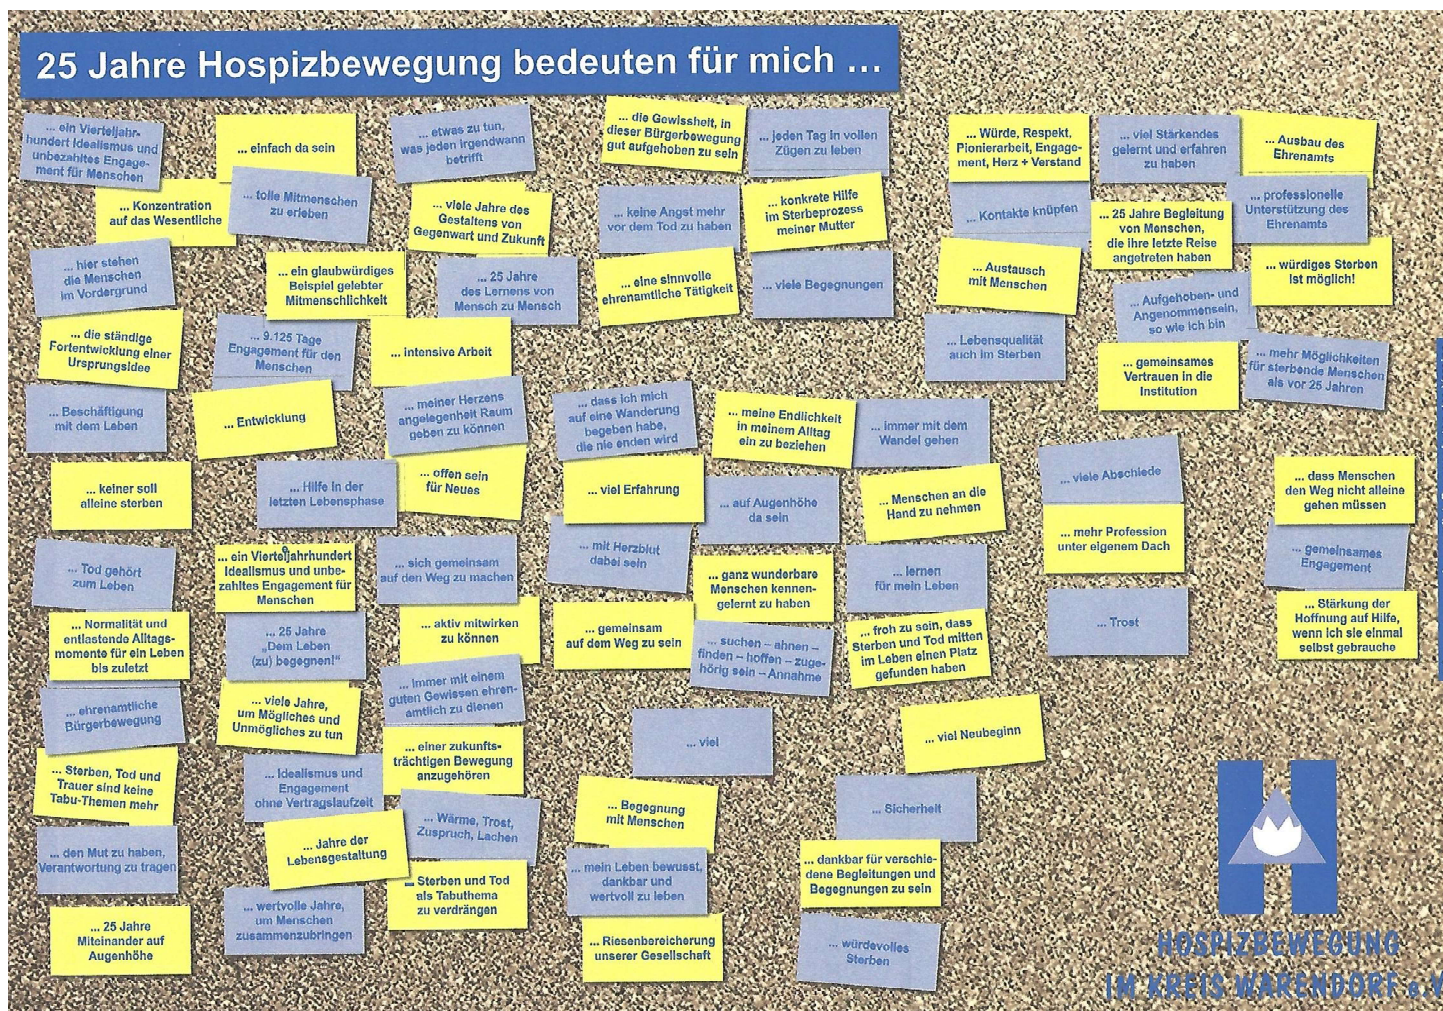 25 Jahre Hospizbewegung bedeuten für mich ...
... ein Vierteljahr-
hundert Idealismus und
unbezahltes Engage-
ment für Menschen
... einfach da sein
... etwas zu tun,
was jeden irgendwann
betrifft
... die Gewissheit, in
dieser Bürgerbewegung
gut aufgehoben zu sein
... jeden Tag in vollen
Zügen zu leben
... Würde, Respekt,
Pionierarbeit, Engage-
ment, Herz + Verstand
... viel Stärkendes
gelernt und erfahren
zu haben
... Ausbau des
Ehrenamts
... Konzentration
auf das Wesentliche
... tolle Mitmenschen
zu erleben
... viele Jahre des
Gestaltens von
Gegenwart und Zukunft
... keine Angst mehr
vor dem Tod zu haben
... konkrete Hilfe
im Sterbeprozess
meiner Mutter
... Kontakte knüpfen
... 25 Jahre Begleitung
von Menschen,
die ihre letzte Reise
angetreten haben
... professionelle
Unterstützung des
Ehrenamts
... hier stehen
die Menschen
im Vordergrund
... ein glaubwürdiges
Beispiel gelebter
Mitmenschlichkeit
... 25 Jahre
des Lernens von
Mensch zu Mensch
... eine sinnvolle
ehrenamtliche Tätigkeit
... viele Begegnungen
... Austausch
mit Menschen
... Aufgehoben- und
Angenommensein,
so wie ich bin
... würdiges Sterben
ist möglich!
... die ständige
Fortentwicklung einer
Ursprungsidee
... 9.125 Tage
Engagement für den
Menschen
... intensive Arbeit
... Lebensqualität
auch im Sterben
... gemeinsames
Vertrauen in die
Institution
... mehr Möglichkeiten
für sterbende Menschen
als vor 25 Jahren
... Beschäftigung
mit dem Leben
... Entwicklung
... meiner Herzens
angelegenheit Raum
geben zu können
... dass ich mich
auf eine Wanderung
begeben habe,
die nie enden wird
... meine Endlichkeit
in meinem Alltag
ein zu beziehen
... immer mit dem
Wandel gehen
... keiner soll
alleine sterben
... Hilfe in der
letzten Lebensphase
... offen sein
für Neues
... viel Erfahrung
... auf Augenhöhe
da sein
... Menschen an die
Hand zu nehmen
... viele Abschiede
... dass Menschen
den Weg nicht alleine
gehen müssen
... Tod gehört
zum Leben
... ein Vierteljahrhundert
Idealismus und unbe-
zahltes Engagement für
Menschen
... sich gemeinsam
auf den Weg zu machen
... mit Herzblut
dabei sein
... ganz wunderbare
Menschen kennen-
gelernt zu haben
... lernen
für mein Leben
... mehr Profession
unter eigenem Dach
... gemeinsames
Engagement
... Normalität und
entlastende Alltags-
momente für ein Leben
bis zuletzt
... 25 Jahre
„Dem Leben
(zu) begegnen!“
... aktiv mitwirken
zu können
... gemeinsam
auf dem Weg zu sein
... suchen – ahnen –
finden – hoffen – zuge-
hörig sein – Annahme
... froh zu sein, dass
Sterben und Tod mitten
im Leben einen Platz
gefunden haben
... Trost
... Stärkung der
Hoffnung auf Hilfe,
wenn ich sie einmal
selbst gebrauche
... ehrenamtliche
Bürgerbewegung
... viele Jahre,
um Mögliches und
Unmögliches zu tun
... Immer mit einem
guten Gewissen ehren-
amtlich zu dienen
... viel
... viel Neubeginn
... Sterben, Tod und
Trauer sind keine
Tabu-Themen mehr
... Idealismus und
Engagement
ohne Vertragslaufzeit
... einer zukunfts-
trächtigen Bewegung
anzugehören
... Begegnung
mit Menschen
... Sicherheit
... den Mut zu haben,
Verantwortung zu tragen
... Jahre der
Lebensgestaltung
... Wärme, Trost,
Zuspruch, Lachen
... mein Leben bewusst,
dankbar und
wertvoll zu leben
... dankbar für verschie-
dene Begleitungen und
Begegnungen zu sein
... 25 Jahre
Miteinander auf
Augenhöhe
... wertvolle Jahre,
um Menschen
zusammenzubringen
... Sterben und Tod
als Tabuthema
zu verdrängen
... Riesenbereicherung
unserer Gesellschaft
... würdevolles
Sterben
HOSPIZBEWEGUNG
IM KREIS WARENDORF e.V